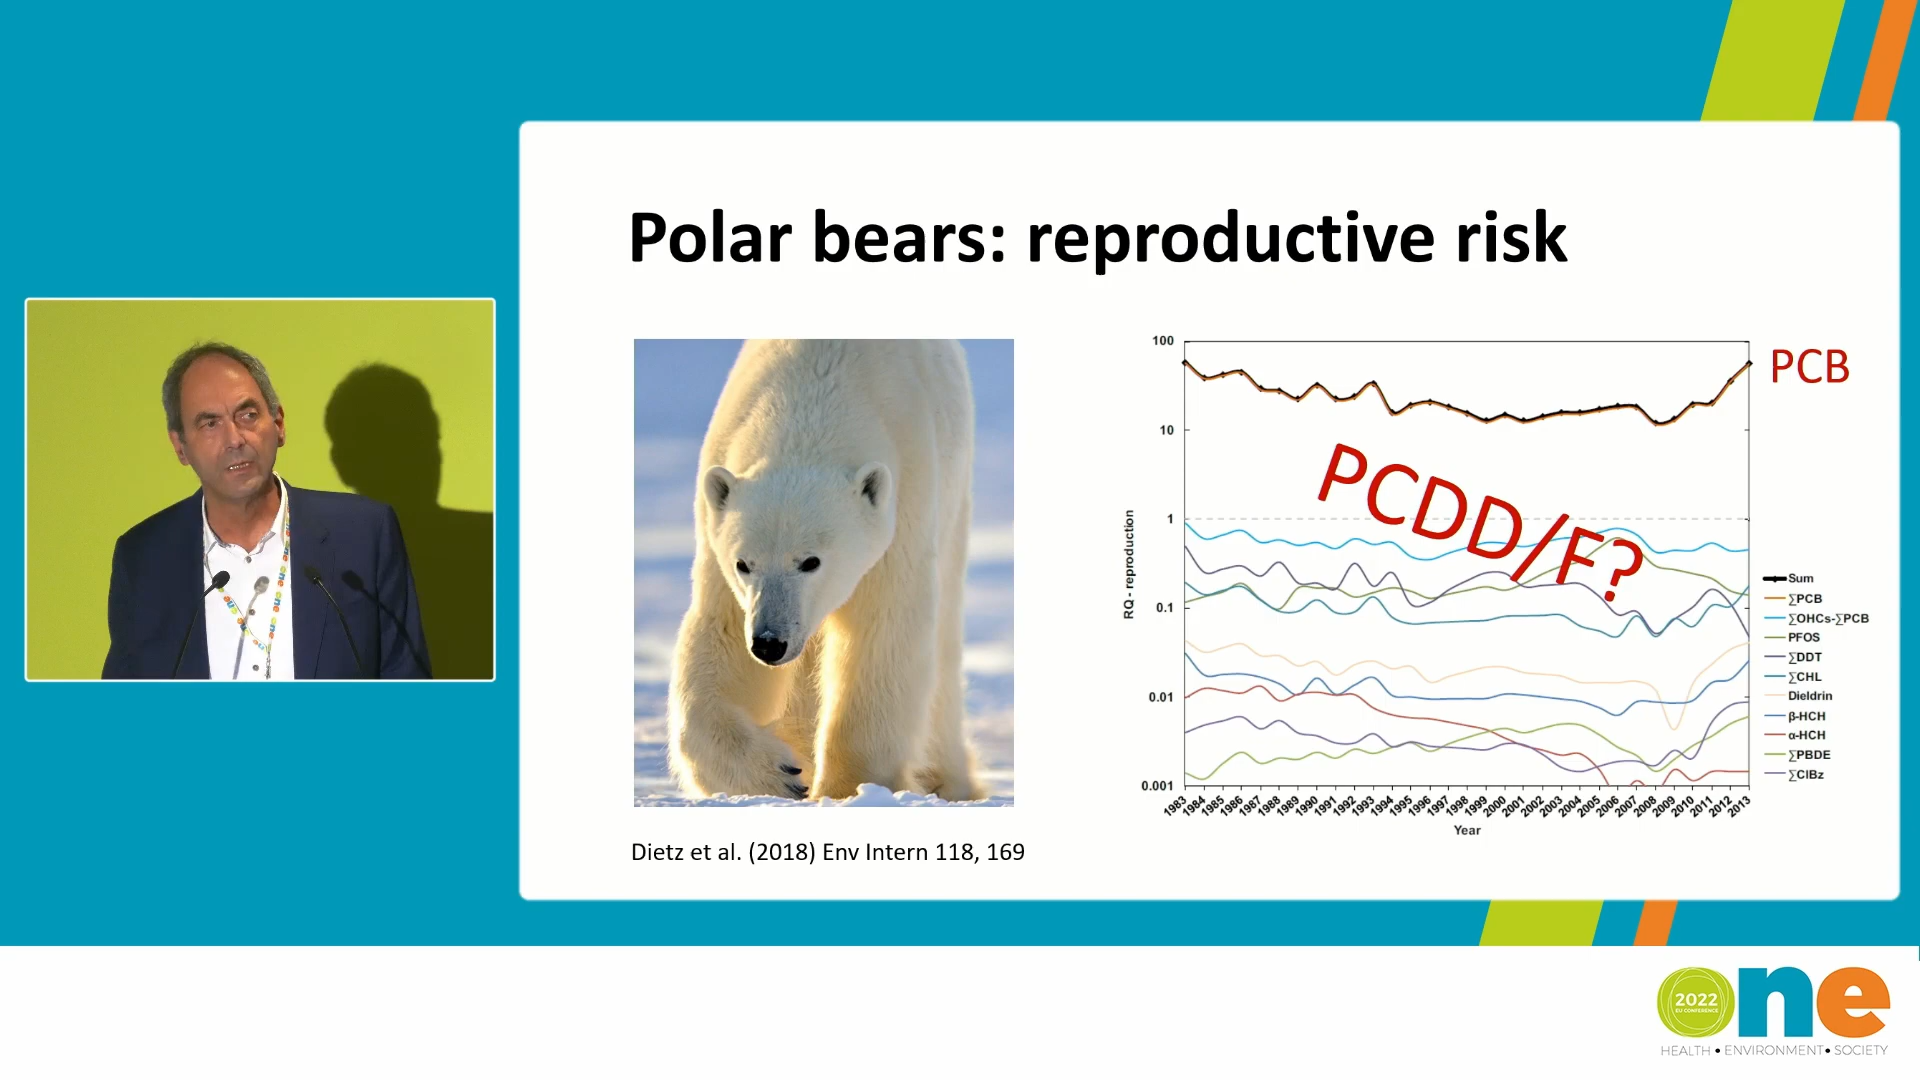 Polar bears: reproductive risk
Dietz et al. (2018) Env Intern 118, 169
PCB
PCDD/F?
100
10
1
0.1
0.01
0.001
RQ - reproduction
1983 1984 1985 1986 1987 1988 1989 1990 1991 1992 1993 1994 1995 1996 1997 1998 1999 2000 2001 2002 2003 2004 2005 2006 2007 2008 2009 2010 2011 2012 2013
Year
Sum
∑PCB
∑OHCs-∑PCB
PFOS
∑DDT
∑CHL
Dieldrin
β-HCH
α-HCH
∑PBDE
∑ClBz
one
2022
EU CONFERENCE
one
HEALTH • ENVIRONMENT • SOCIETY